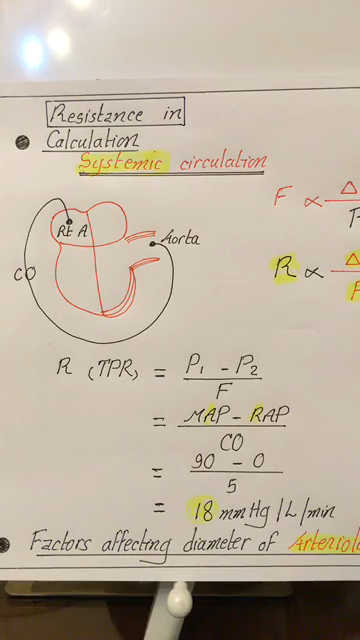 Resistance in
Calculation
Systemic circulation
F ∝ Δ
Rt A
Aorta
CO
R ∝ Δ
R (TPR) = P₁ - P₂
F
= MAP - RAP
CO
= 90 - 0
5
= 18 mmHg/L/min
Factors affecting diameter of